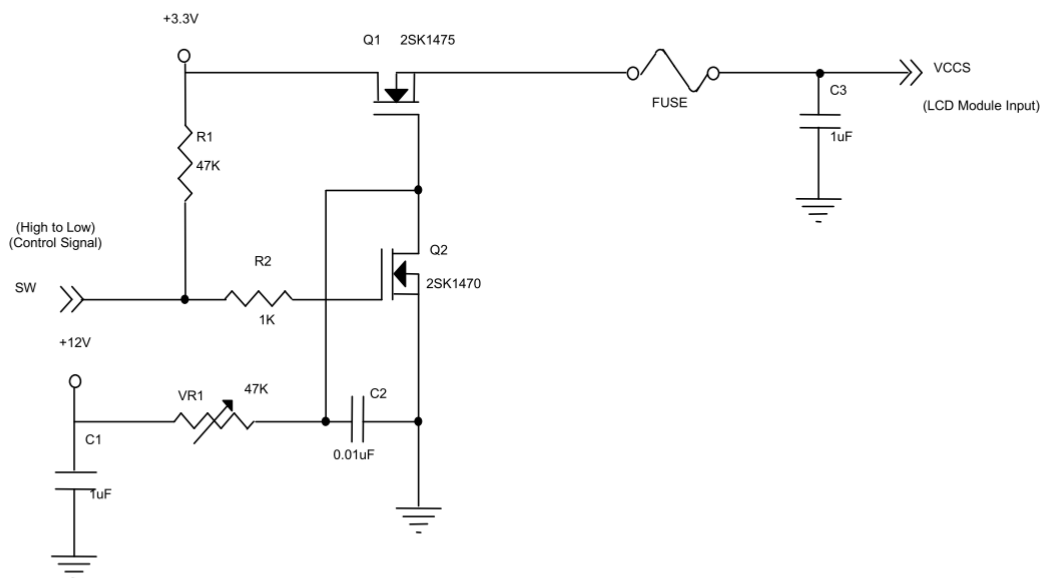 +3.3V
Q1 2SK1475
VCCS
FUSE
C3
(LCD Module Input)
1uF
R1
47K
(High to Low)
(Control Signal)
Q2
R2
2SK1470
SW
1K
+12V
47K
VR1
C2
C1
0.01uF
1uF